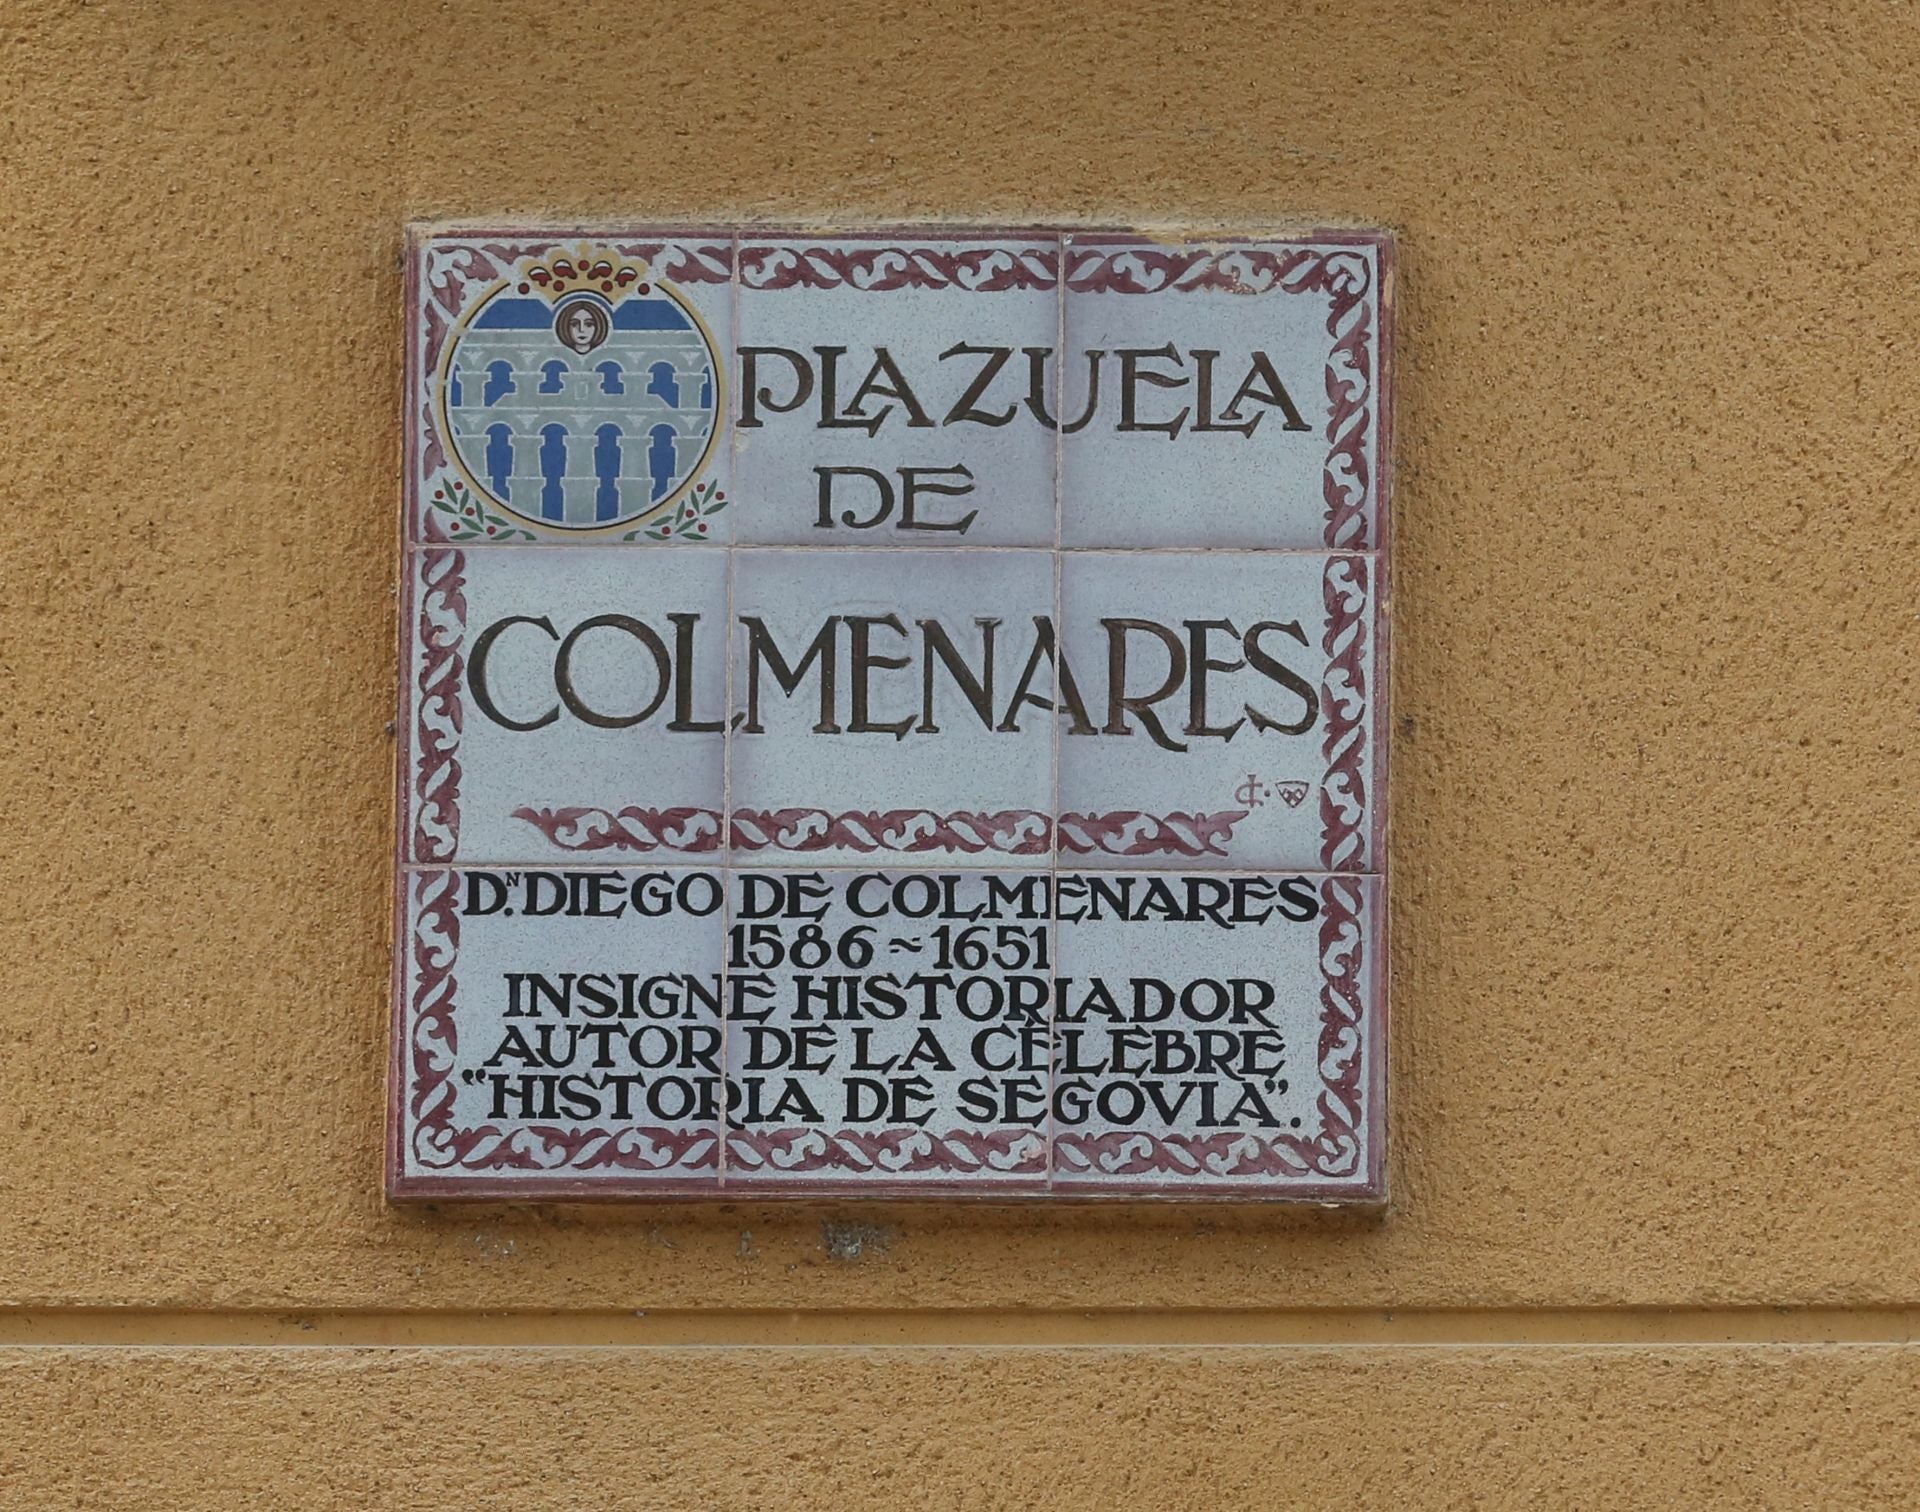 PLAZUELA
DE
COLMENARES
D.N DIEGO DE COLMENARES
1586 ~ 1651
INSIGNE HISTORIADOR
AUTOR DE LA CÉLEBRE
“HISTORIA DE SEGOVIA”.